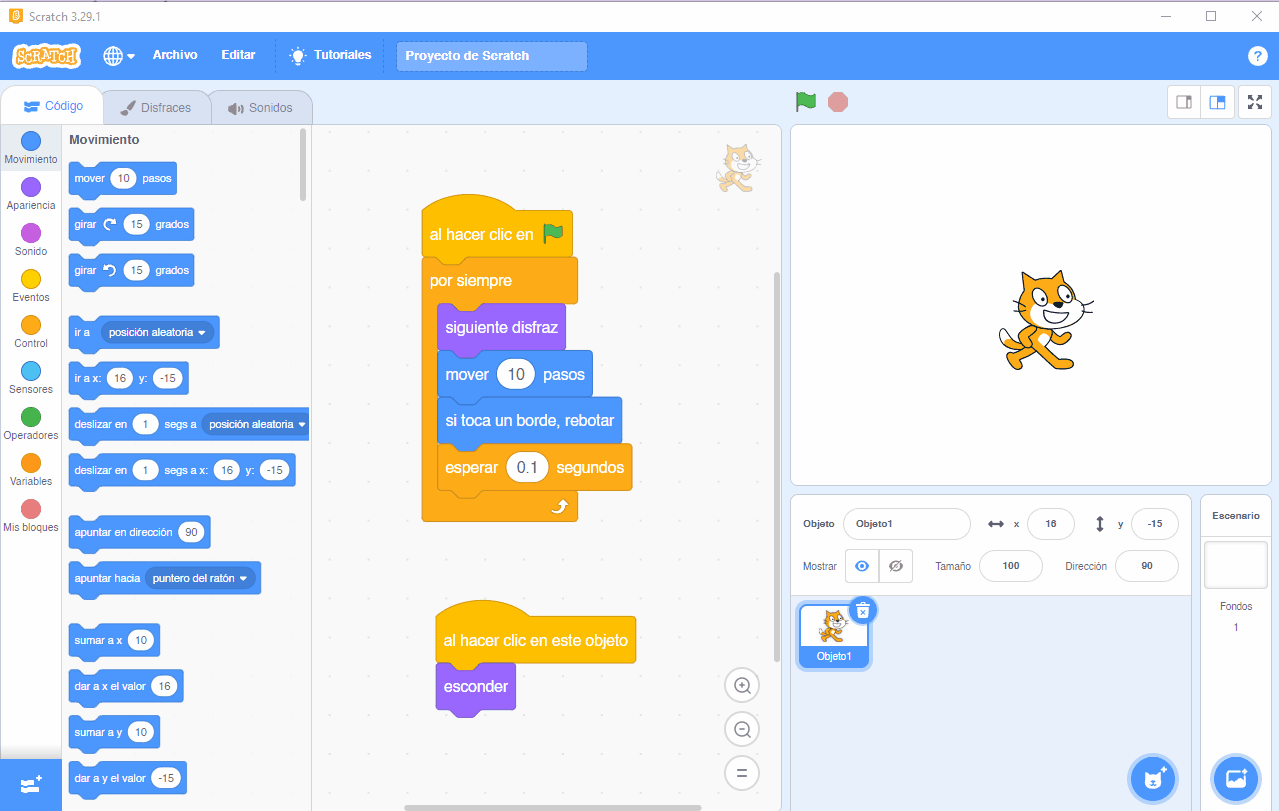 Scratch 3.29.1
SCRATCH
Archivo
Editar
Tutoriales
Proyecto de Scratch
?
Código
Disfraces
Sonidos
Movimiento
Apariencia
Sonido
Eventos
Control
Sensores
Operadores
Variables
Mis bloques
Movimiento
mover 10 pasos
girar 15 grados
girar 15 grados
ir a posición aleatoria
ir a x: 16 y: -15
deslizar en 1 segs a posición aleatoria
deslizar en 1 segs a x: 16 y: -15
apuntar en dirección 90
apuntar hacia puntero del ratón
sumar a x 10
dar a x el valor 16
sumar a y 10
dar a y el valor -15
al hacer clic en
por siempre
siguiente disfraz
mover 10 pasos
si toca un borde, rebotar
esperar 0.1 segundos
al hacer clic en este objeto
esconder
Objeto Objeto1 x 16 y -15
Mostrar Tamaño 100 Dirección 90
Objeto1
Escenario
Fondos
1